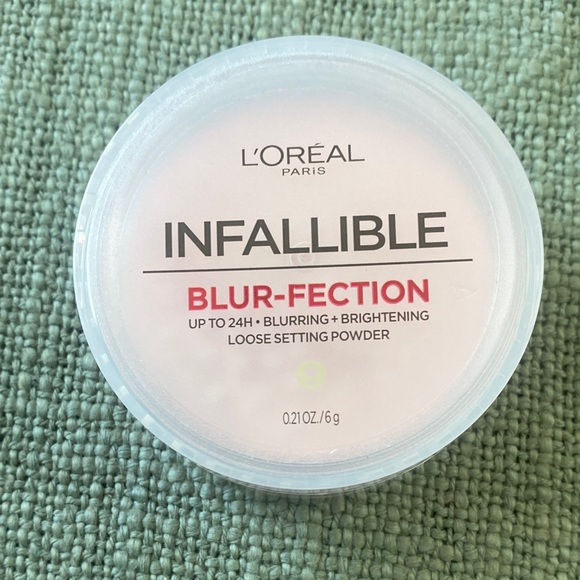 L'ORÉAL
PARIS
INFALLIBLE
BLUR-FECTION
UP TO 24H • BLURRING + BRIGHTENING
LOOSE SETTING POWDER
0.21 OZ./6 g